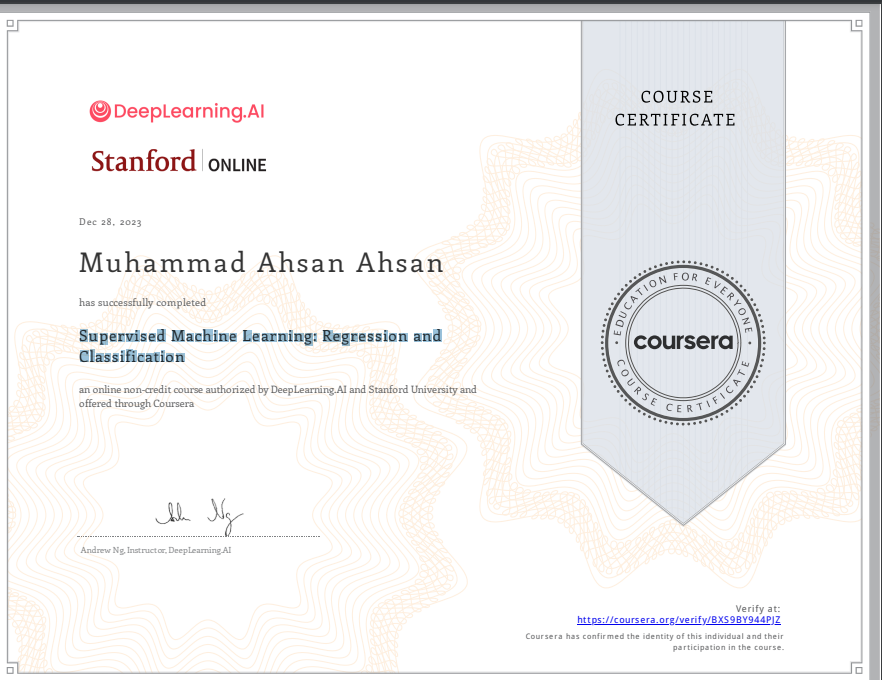 DeepLearning.AI
Stanford ONLINE
Dec 28, 2023
Muhammad Ahsan Ahsan
has successfully completed
Supervised Machine Learning: Regression and
Classification
an online non-credit course authorized by DeepLearning.AI and Stanford University and
offered through Coursera
Andrew Ng, Instructor, DeepLearning.AI
COURSE
CERTIFICATE
EDUCATION FOR EVERYONE
coursera
COURSE CERTIFICATE
Verify at:
https://coursera.org/verify/BXS9BY944PJZ
Coursera has confirmed the identity of this individual and their
participation in the course.